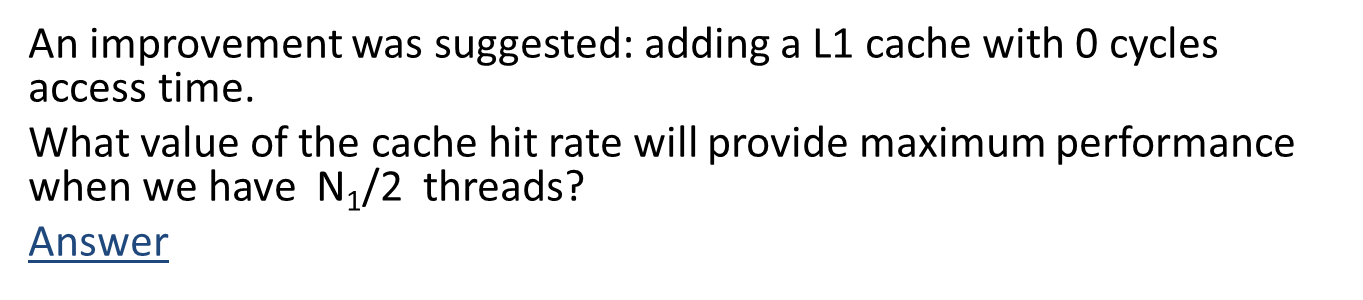 An improvement was suggested: adding a L1 cache with 0 cycles
access time.
What value of the cache hit rate will provide maximum performance
when we have N₁/2 threads?
Answer